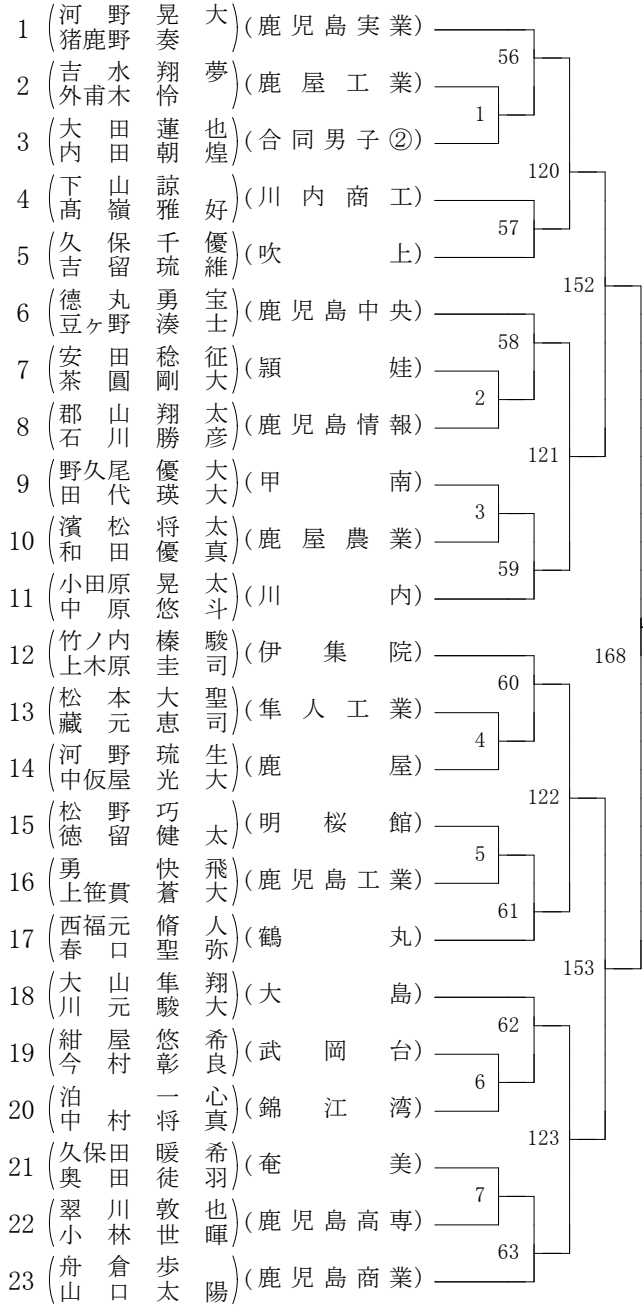 1 (河野晃大 猪鹿野奏) (鹿児島実業)
2 (吉水翔夢 外甫木怜) (鹿屋工業)
3 (大田蓮也 内田朝煌) (合同男子②)
4 (下山諒 髙嶺雅好) (川内商工)
5 (久保千優 吉留琉維) (吹上)
6 (德丸勇宝 豆ヶ野湊士) (鹿児島中央)
7 (安田稔征 茶圓剛大) (頴娃)
8 (郡山翔太 石川勝彦) (鹿児島情報)
9 (野久尾優大 田代瑛大) (甲南)
10 (濱松将太 和田優真) (鹿屋農業)
11 (小田原晃太 中原悠斗) (川内)
12 (竹ノ内榛駿 上木原圭司) (伊集院)
13 (松本大聖 藏元恵司) (隼人工業)
14 (河野琉生 中仮屋光大) (鹿屋)
15 (松野巧 徳留健太) (明桜館)
16 (勇快飛 上笹貫蒼大) (鹿児島工業)
17 (西福元脩人 春口聖弥) (鶴丸)
18 (大山隼翔 川元駿大) (大島)
19 (紺屋悠希 今村彰良) (武岡台)
20 (泊一心 中村将真) (錦江湾)
21 (久保田暖希 奥田徒羽) (奄美)
22 (翠川敦也 小林世暉) (鹿児島高専)
23 (舟倉歩 山口太陽) (鹿児島商業)
1
2
3
4
5
6
7
56
57
58
59
60
61
62
63
120
121
122
123
152
153
168